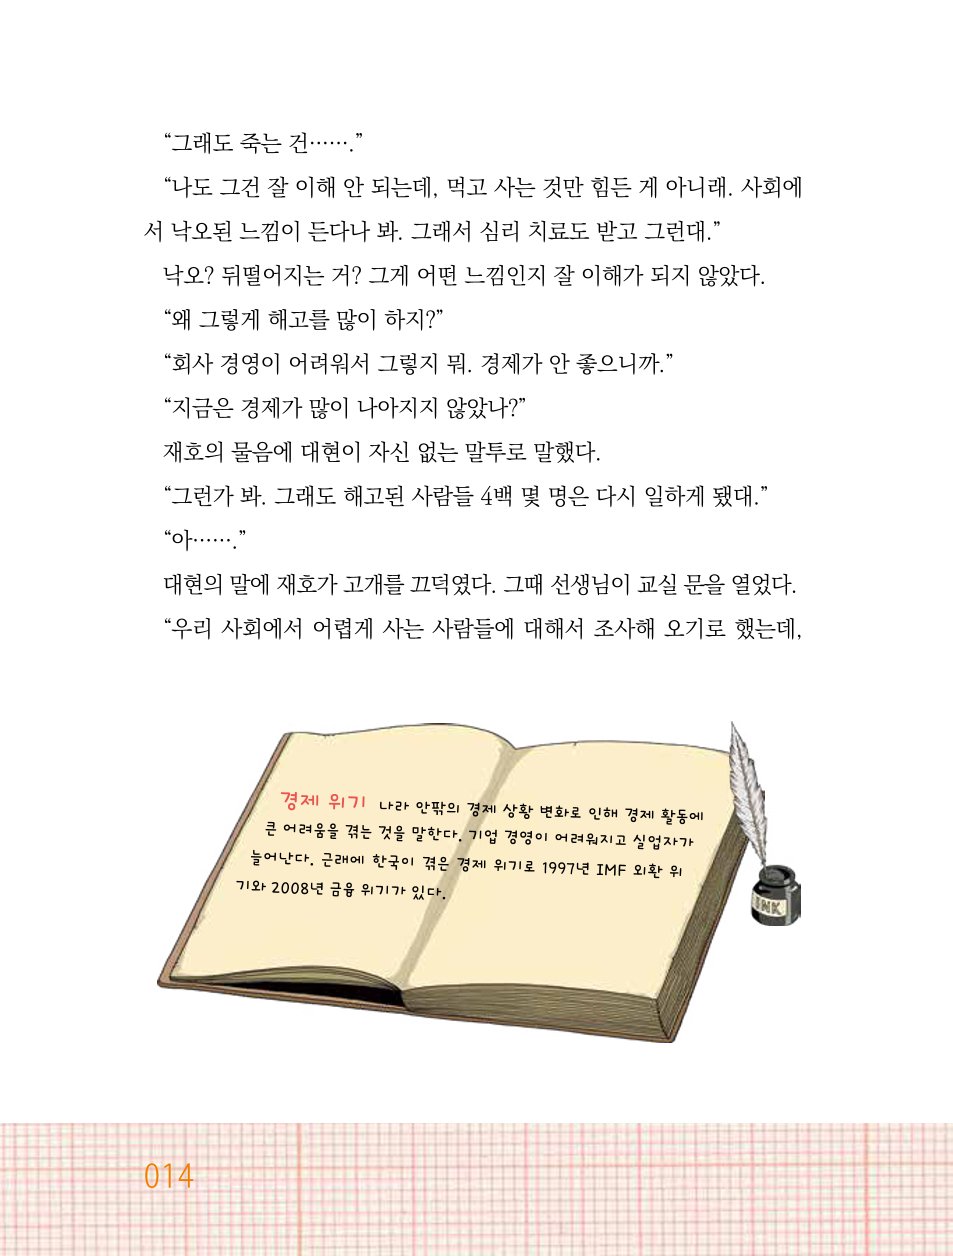 “그래도 죽는 건…….”
“나도 그건 잘 이해 안 되는데, 먹고 사는 것만 힘든 게 아니래. 사회에
서 낙오된 느낌이 든다나 봐. 그래서 심리 치료도 받고 그런대.”
낙오? 뒤떨어지는 거? 그게 어떤 느낌인지 잘 이해가 되지 않았다.
“왜 그렇게 해고를 많이 하지?”
“회사 경영이 어려워서 그렇지 뭐. 경제가 안 좋으니까.”
“지금은 경제가 많이 나아지지 않았나?”
재호의 물음에 대현이 자신 없는 말투로 말했다.
“그런가 봐. 그래도 해고된 사람들 4백 몇 명은 다시 일하게 됐대.”
“아…….”
대현의 말에 재호가 고개를 끄덕였다. 그때 선생님이 교실 문을 열었다.
“우리 사회에서 어렵게 사는 사람들에 대해서 조사해 오기로 했는데,
경제 위기 나라 안팎의 경제 상황 변화로 인해 경제 활동에
큰 어려움을 겪는 것을 말한다. 기업 경영이 어려워지고 실업자가
늘어난다. 근래에 한국이 겪은 경제 위기로 1997년 IMF 외환 위
기와 2008년 금융 위기가 있다.
INK
014